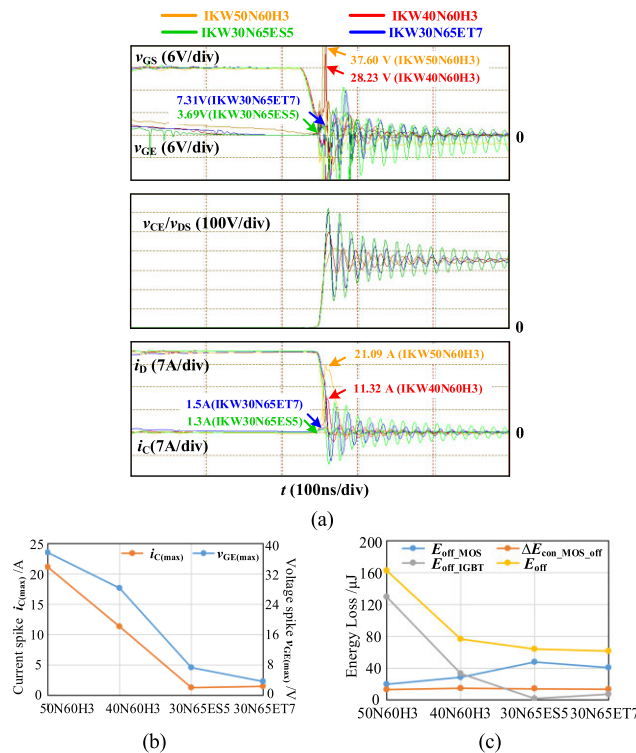 IKW50N60H3 IKW40N60H3
IKW30N65ES5 IKW30N65ET7
vGS (6V/div)
37.60 V (IKW50N60H3)
28.23 V (IKW40N60H3)
7.31V(IKW30N65ET7)
3.69V(IKW30N65ES5)
0
vGE (6V/div)
vCE/vDS (100V/div)
0
21.09 A (IKW50N60H3)
iD (7A/div)
11.32 A (IKW40N60H3)
1.5A(IKW30N65ET7)
1.3A(IKW30N65ES5)
0
iC(7A/div)
t (100ns/div)
(a)
iC(max) vGE(max)
Current spike iC(max) /A
25
20
15
10
5
0
40
32
24
16
8
0
Voltage spike vGE(max) /V
50N60H3 40N60H3 30N65ES5 30N65ET7
(b)
Eoff_MOS ΔEcon_MOS_off
Eoff_IGBT Eoff
Energy Loss /μJ
200
160
120
80
40
0
50N60H3 40N60H3 30N65ES5 30N65ET7
(c)